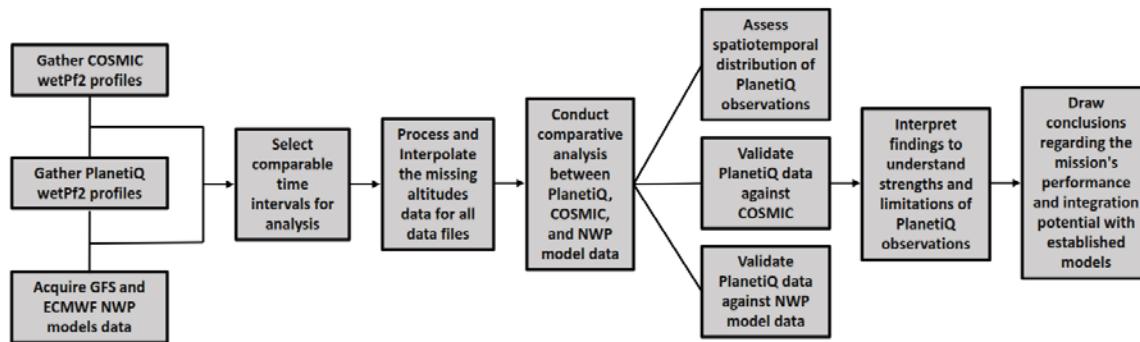 Gather COSMIC
wetPf2 profiles
Gather PlanetiQ
wetPf2 profiles
Acquire GFS and
ECMWF NWP
models data
Select
comparable
time
intervals for
analysis
Process and
Interpolate
the missing
altitudes
data for all
data files
Conduct
comparative
analysis
between
PlanetiQ,
COSMIC,
and NWP
model data
Assess
spatiotemporal
distribution of
PlanetiQ
observations
Validate
PlanetiQ data
against
COSMIC
Validate
PlanetiQ data
against NWP
model data
Interpret
findings to
understand
strengths and
limitations of
PlanetiQ
observations
Draw
conclusions
regarding the
mission's
performance
and integration
potential with
established
models